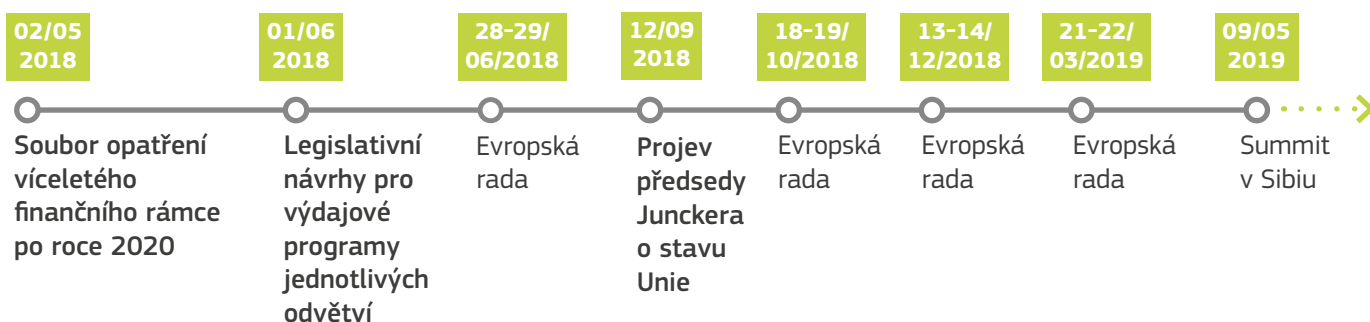 02/05
2018
01/06
2018
28-29/
06/2018
12/09
2018
18-19/
10/2018
13-14/
12/2018
21-22/
03/2019
09/05
2019
Soubor opatření
víceletého
finančního rámce
po roce 2020
Legislativní
návrhy pro
výdajové
programy
jednotlivých
odvětví
Evropská
rada
Projev
předsedy
Junckera
o stavu
Unie
Evropská
rada
Evropská
rada
Evropská
rada
Summit
v Sibiu